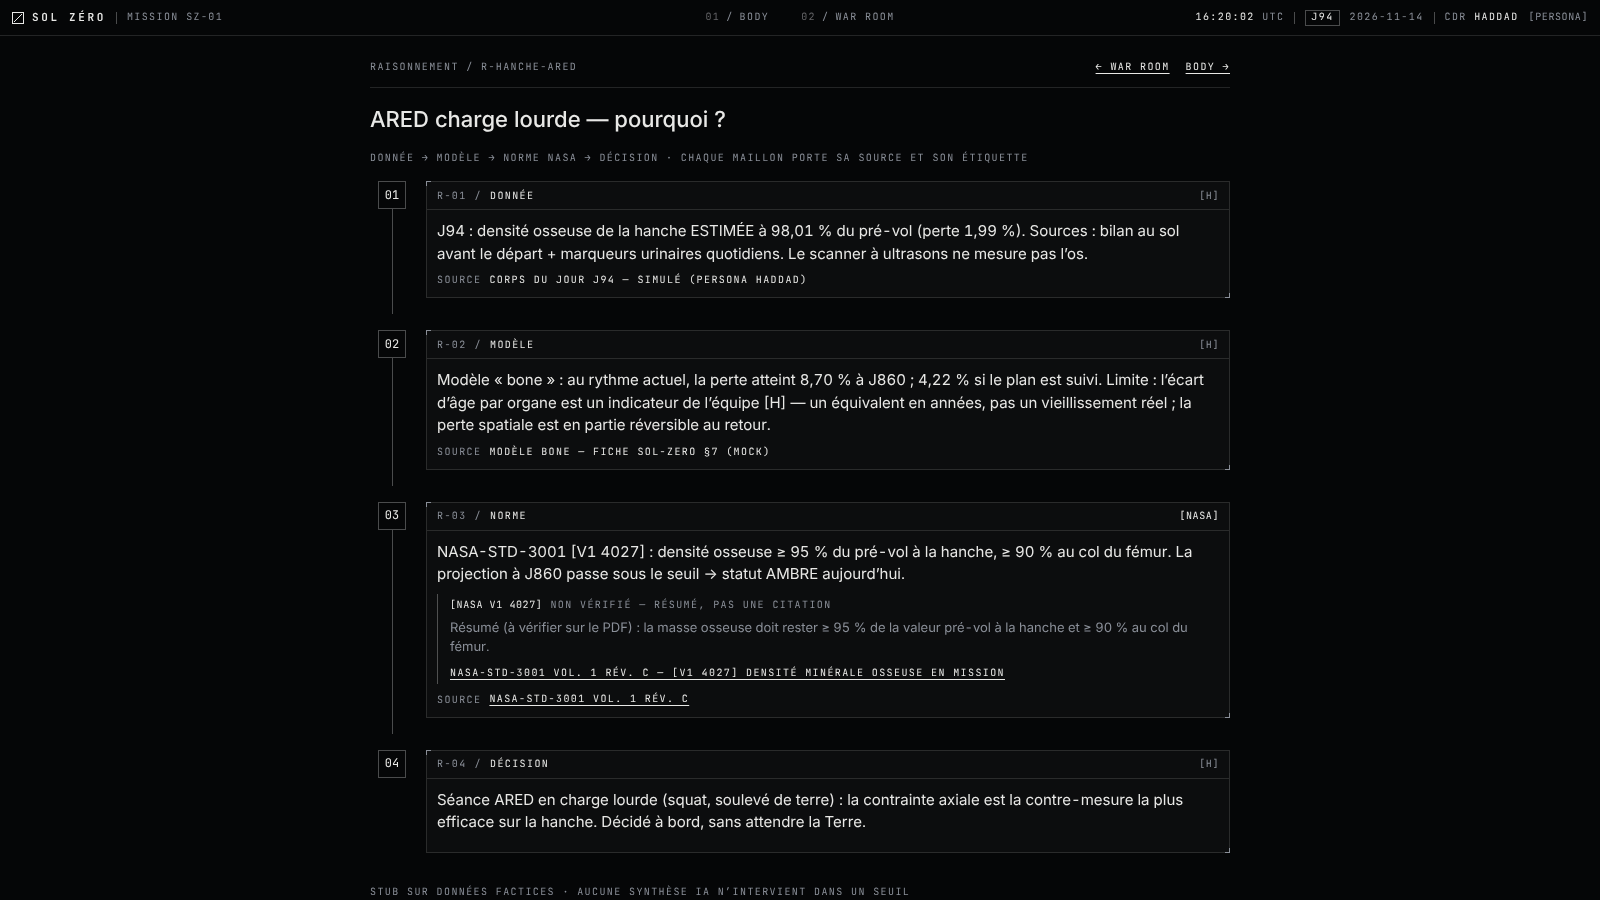 SOL ZÉRO | MISSION SZ-01
01 / BODY 02 / WAR ROOM
16:20:02 UTC | J94 2026-11-14 | CDR HADDAD [PERSONA]
RAISONNEMENT / R-HANCHE-ARED
← WAR ROOM BODY →
ARED charge lourde — pourquoi ?
DONNÉE → MODÈLE → NORME NASA → DÉCISION · CHAQUE MAILLON PORTE SA SOURCE ET SON ÉTIQUETTE
01
R-01 / DONNÉE [H]
J94 : densité osseuse de la hanche ESTIMÉE à 98,01 % du pré-vol (perte 1,99 %). Sources : bilan au sol
avant le départ + marqueurs urinaires quotidiens. Le scanner à ultrasons ne mesure pas l’os.
SOURCE CORPS DU JOUR J94 — SIMULÉ (PERSONA HADDAD)
02
R-02 / MODÈLE [H]
Modèle « bone » : au rythme actuel, la perte atteint 8,70 % à J860 ; 4,22 % si le plan est suivi. Limite : l’écart
d’âge par organe est un indicateur de l’équipe [H] — un équivalent en années, pas un vieillissement réel ; la
perte spatiale est en partie réversible au retour.
SOURCE MODÈLE BONE — FICHE SOL-ZERO §7 (MOCK)
03
R-03 / NORME [NASA]
NASA-STD-3001 [V1 4027] : densité osseuse ≥ 95 % du pré-vol à la hanche, ≥ 90 % au col du fémur. La
projection à J860 passe sous le seuil → statut AMBRE aujourd’hui.
[NASA V1 4027] NON VÉRIFIÉ — RÉSUMÉ, PAS UNE CITATION
Résumé (à vérifier sur le PDF) : la masse osseuse doit rester ≥ 95 % de la valeur pré-vol à la hanche et ≥ 90 % au col du
fémur.
NASA-STD-3001 VOL. 1 RÉV. C — [V1 4027] DENSITÉ MINÉRALE OSSEUSE EN MISSION
SOURCE NASA-STD-3001 VOL. 1 RÉV. C
04
R-04 / DÉCISION [H]
Séance ARED en charge lourde (squat, soulevé de terre) : la contrainte axiale est la contre-mesure la plus
efficace sur la hanche. Décidé à bord, sans attendre la Terre.
STUB SUR DONNÉES FACTICES · AUCUNE SYNTHÈSE IA N’INTERVIENT DANS UN SEUIL